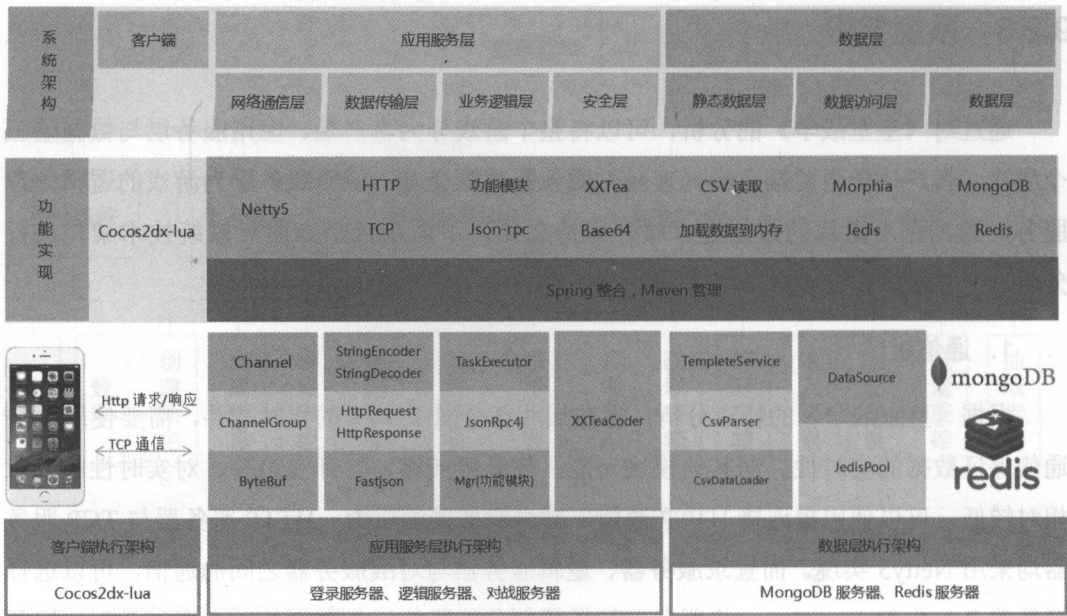 系统架构
客户端
应用服务层
数据层
网络通信层
数据传输层
业务逻辑层
安全层
静态数据层
数据访问层
数据层
功能实现
Cocos2dx-lua
Netty5
HTTP
TCP
功能模块
Json-rpc
XXTea
Base64
CSV 读取
加载数据到内存
Morphia
Jedis
MongoDB
Redis
Spring 整合，Maven 管理
Http 请求/响应
TCP 通信
Channel
ChannelGroup
ByteBuf
StringEncoder
StringDecoder
HttpRequest
HttpResponse
Fastjson
TaskExecutor
JsonRpc4j
Mgr(功能模块)
XXTeaCoder
TempleteService
CsvParser
CsvDataLoader
DataSource
JedisPool
mongoDB
redis
客户端执行架构
应用服务层执行架构
数据层执行架构
Cocos2dx-lua
登录服务器、逻辑服务器、对战服务器
MongoDB 服务器、Redis 服务器